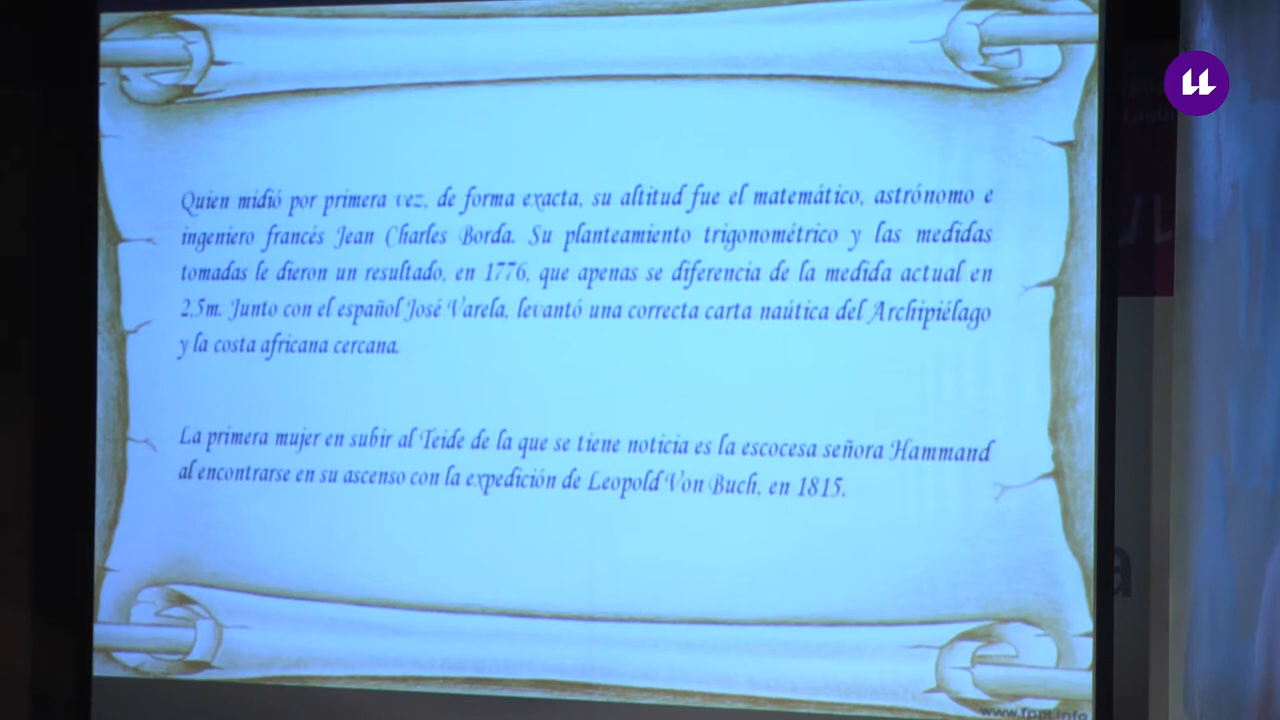 Quien midió por primera vez, de forma exacta, su altitud fue el matemático, astrónomo e
ingeniero francés Jean Charles Borda. Su planteamiento trigonométrico y las medidas
tomadas le dieron un resultado, en 1776, que apenas se diferencia de la medida actual en
2,5m. Junto con el español José Varela, levantó una correcta carta naútica del Archipiélago
y la costa africana cercana.
La primera mujer en subir al Teide de la que se tiene noticia es la escocesa señora Hammand
al encontrarse en su ascenso con la expedición de Leopold Von Buch, en 1815.